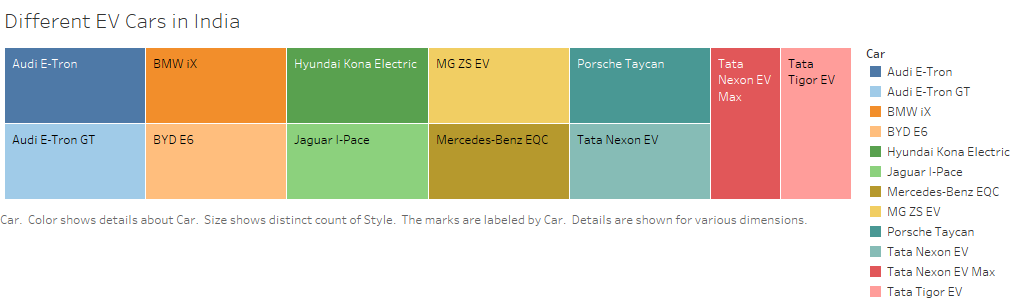 Different EV Cars in India
Audi E-Tron
BMW iX
Hyundai Kona Electric
MG ZS EV
Porsche Taycan
Tata
Nexon EV
Max
Tata
Tigor EV
Audi E-Tron GT
BYD E6
Jaguar I-Pace
Mercedes-Benz EQC
Tata Nexon EV
Car. Color shows details about Car. Size shows distinct count of Style. The marks are labeled by Car. Details are shown for various dimensions.
Car
Audi E-Tron
Audi E-Tron GT
BMW iX
BYD E6
Hyundai Kona Electric
Jaguar I-Pace
Mercedes-Benz EQC
MG ZS EV
Porsche Taycan
Tata Nexon EV
Tata Nexon EV Max
Tata Tigor EV